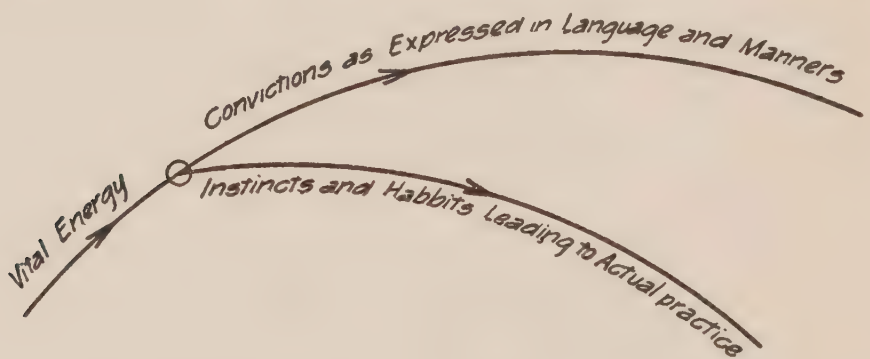 Convictions as Expressed in Language and Manners
Vital Energy
Instincts and Habbits Leading to Actual practice